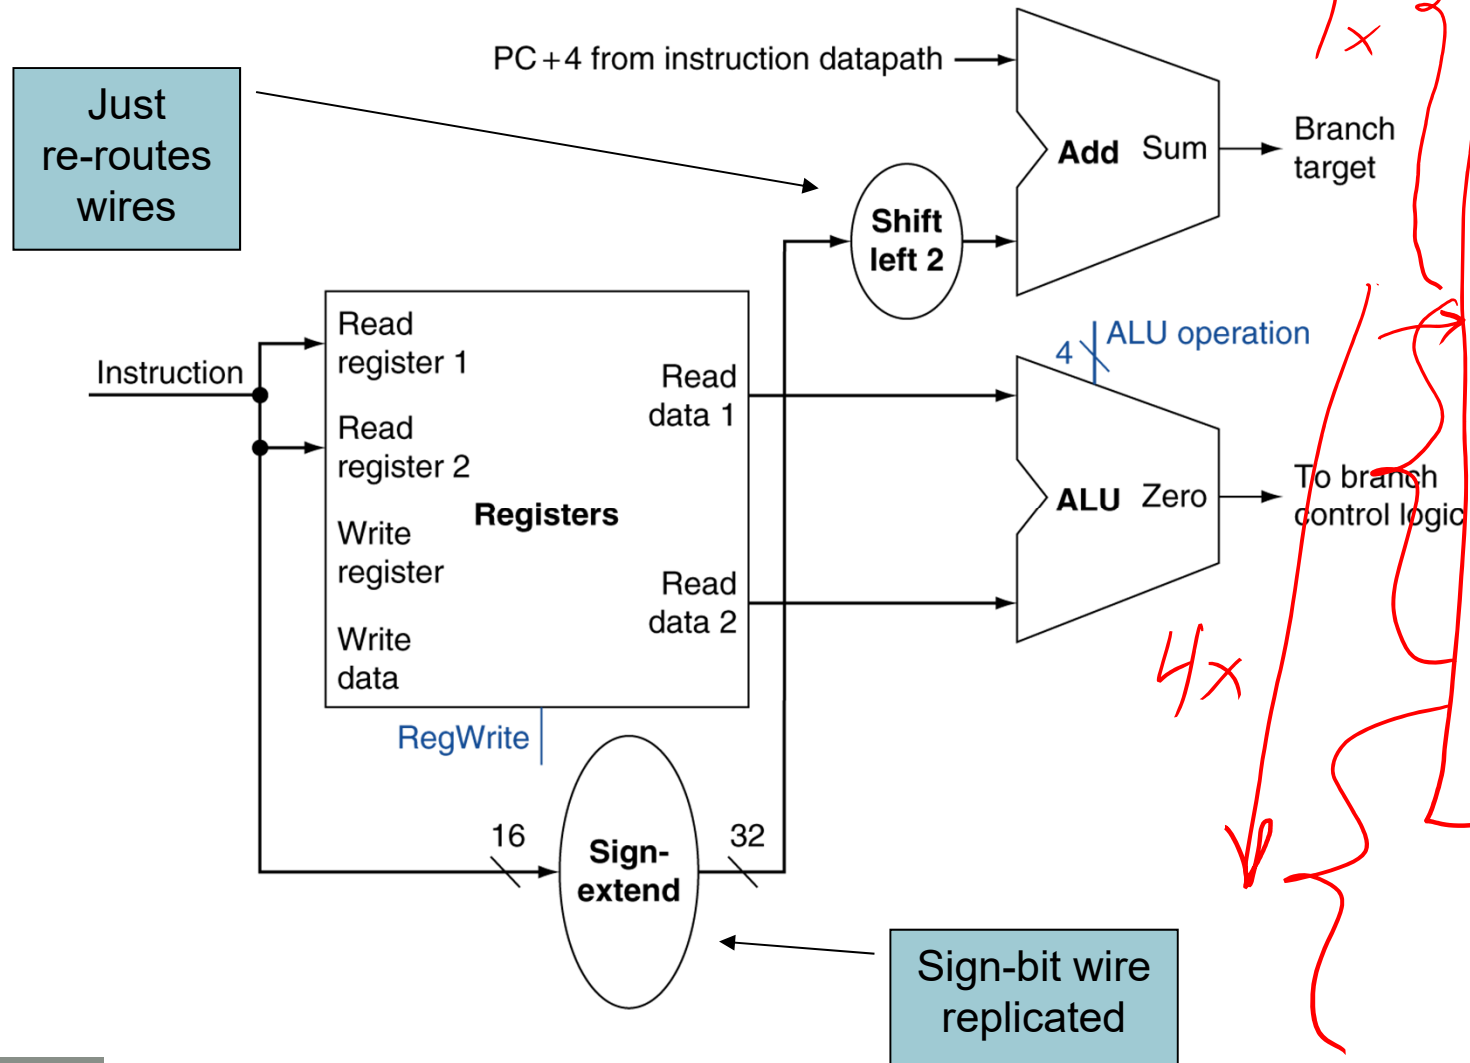 PC+4 from instruction datapath
Just
re-routes
wires
Add Sum
Branch
target
Shift
left 2
ALU operation
4
Instruction
Read
register 1
Read
data 1
Read
register 2
Registers
ALU Zero
To branch
control logic
Write
register
Read
data 2
Write
data
RegWrite
4x
16
Sign-
extend
32
Sign-bit wire
replicated